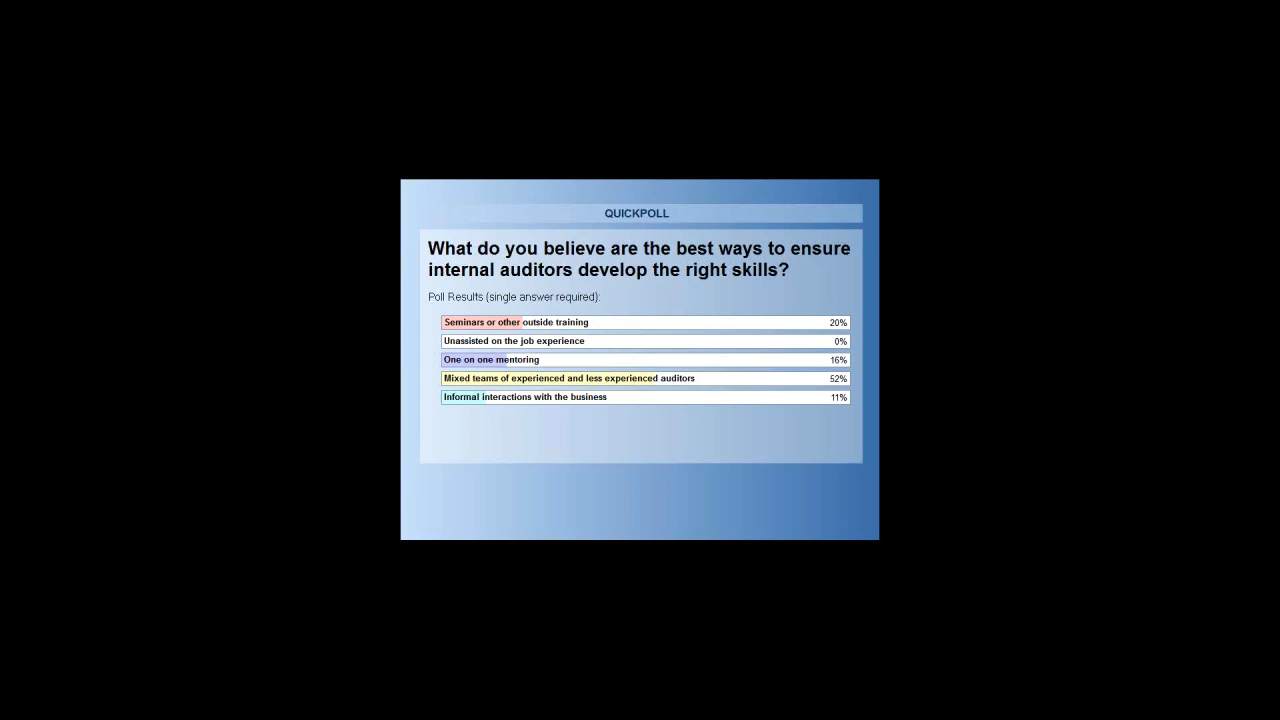 QUICKPOLL
What do you believe are the best ways to ensure
internal auditors develop the right skills?
Poll Results (single answer required):
Seminars or other outside training 20%
Unassisted on the job experience 0%
One on one mentoring 16%
Mixed teams of experienced and less experienced auditors 52%
Informal interactions with the business 11%